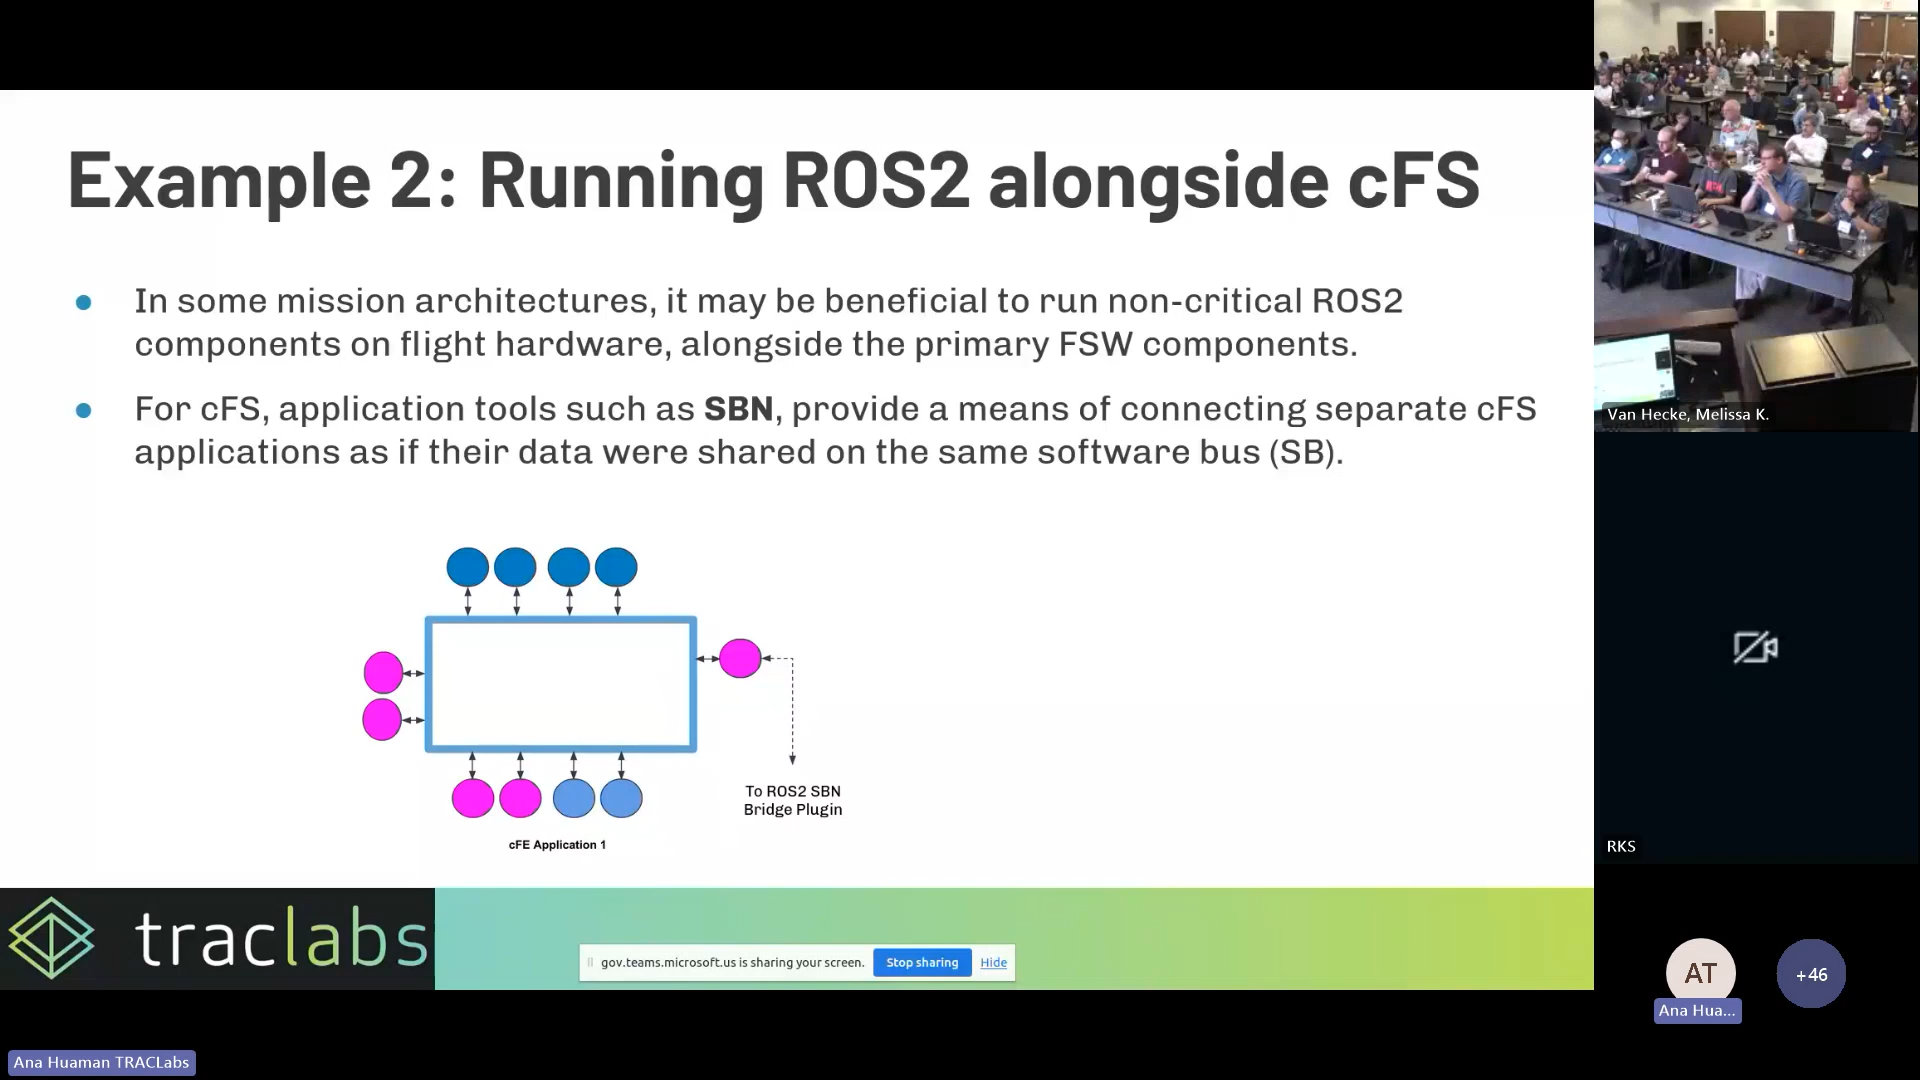 Example 2: Running ROS2 alongside cFS
In some mission architectures, it may be beneficial to run non-critical ROS2
components on flight hardware, alongside the primary FSW components.
For cFS, application tools such as SBN, provide a means of connecting separate cFS
applications as if their data were shared on the same software bus (SB).
To ROS2 SBN
Bridge Plugin
cFE Application 1
traclabs
gov.teams.microsoft.us is sharing your screen.
Stop sharing
Hide
Van Hecke, Melissa K.
RKS
AT
+46
Ana Hua...
Ana Huaman TRACLabs